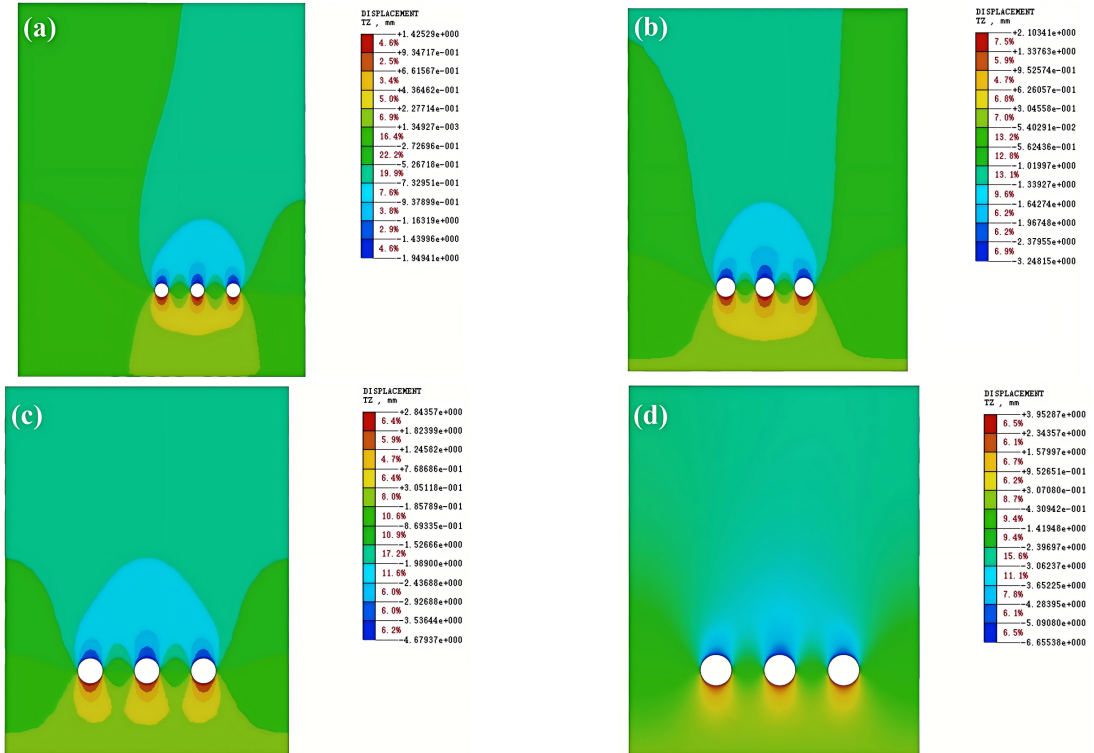 (a)
DISPLACEMENT
TZ , mm
+1.42529e+000
4.6%
+9.34717e-001
2.5%
+6.61567e-001
3.4%
+4.36462e-001
5.0%
+2.27714e-001
6.9%
+1.34927e-003
16.4%
-2.72696e-001
22.2%
-5.26718e-001
19.9%
-7.32951e-001
7.6%
-9.37899e-001
3.8%
-1.16319e+000
2.9%
-1.43996e+000
4.6%
-1.94941e+000
(b)
DISPLACEMENT
TZ , mm
+2.10341e+000
7.5%
+1.33763e+000
5.9%
+9.52574e-001
4.7%
+6.26057e-001
6.8%
+3.04558e-001
7.0%
-5.40291e-002
13.2%
-5.62436e-001
12.8%
-1.01997e+000
13.1%
-1.33927e+000
9.6%
-1.64274e+000
6.2%
-1.96748e+000
6.2%
-2.37955e+000
6.9%
-3.24815e+000
(c)
DISPLACEMENT
TZ , mm
+2.84357e+000
6.4%
+1.82399e+000
5.9%
+1.24582e+000
4.7%
+7.68686e-001
6.4%
+3.05118e-001
8.0%
-1.85789e-001
10.6%
-8.69335e-001
10.9%
-1.52666e+000
17.2%
-1.98900e+000
11.6%
-2.43688e+000
6.0%
-2.92688e+000
6.0%
-3.53644e+000
6.2%
-4.67937e+000
(d)
DISPLACEMENT
TZ , mm
+3.95287e+000
6.5%
+2.34357e+000
6.1%
+1.57997e+000
6.7%
+9.52651e-001
6.2%
+3.07080e-001
8.7%
-4.30942e-001
9.4%
-1.41948e+000
9.4%
-2.39697e+000
15.6%
-3.06237e+000
11.1%
-3.65225e+000
7.8%
-4.28395e+000
6.1%
-5.09080e+000
6.5%
-6.65538e+000